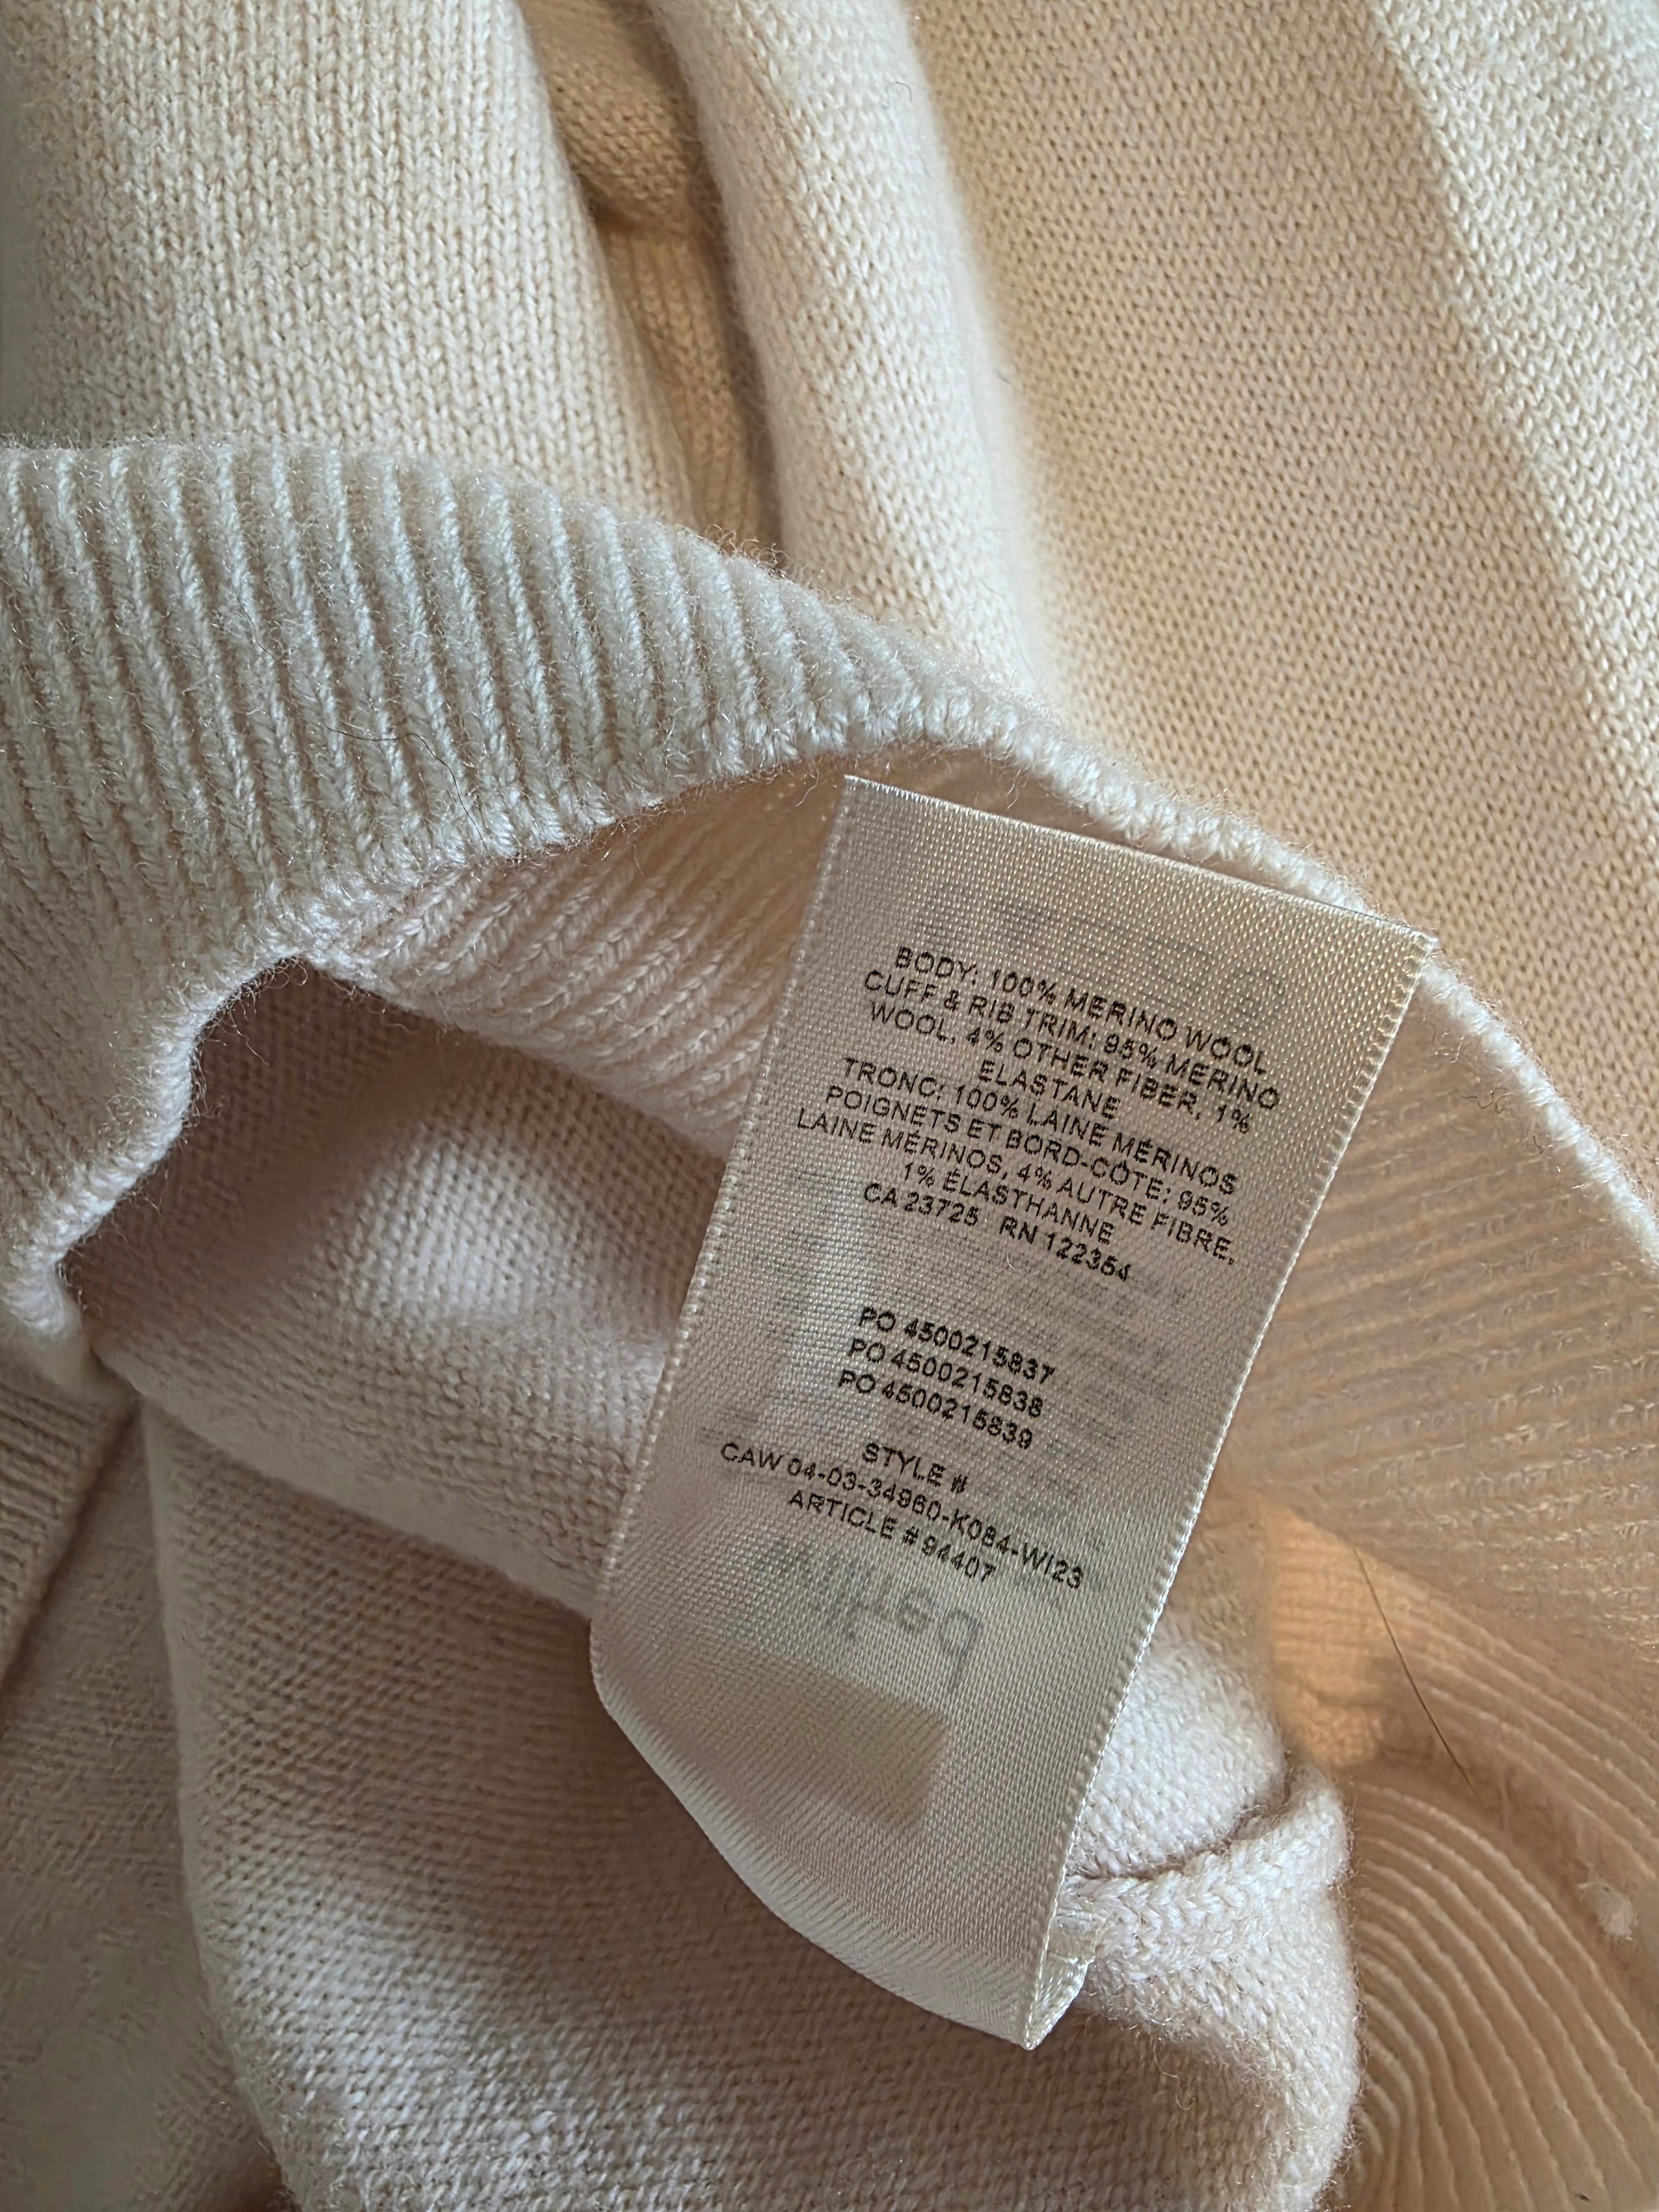 BODY: 100% MERINO WOOL
CUFF & RIB TRIM: 95% MERINO
WOOL, 4% OTHER FIBER, 1%
ELASTANE
TRONC: 100% LAINE MÉRINOS
POIGNETS ET BORD-CÔTE: 95%
LAINE MÉRINOS, 4% AUTRE FIBRE,
1% ÉLASTHANNE
CA 23725 RN 122354
PO 4500215837
PO 4500215838
PO 4500215839
STYLE #
CAW 04-03-34960-K084-WI23
ARTICLE # 94407